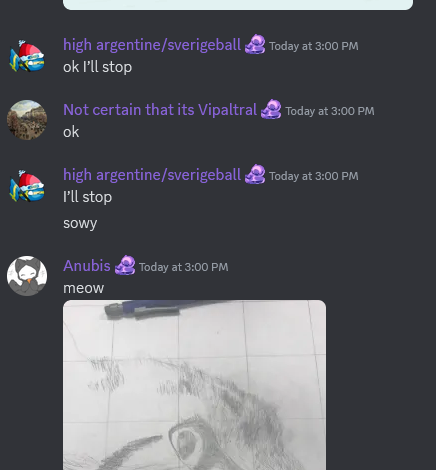 high argentine/sverigeball Today at 3:00 PM
ok I'll stop
Not certain that its Vipaltral Today at 3:00 PM
ok
high argentine/sverigeball Today at 3:00 PM
I'll stop
sowy
Anubis Today at 3:00 PM
meow